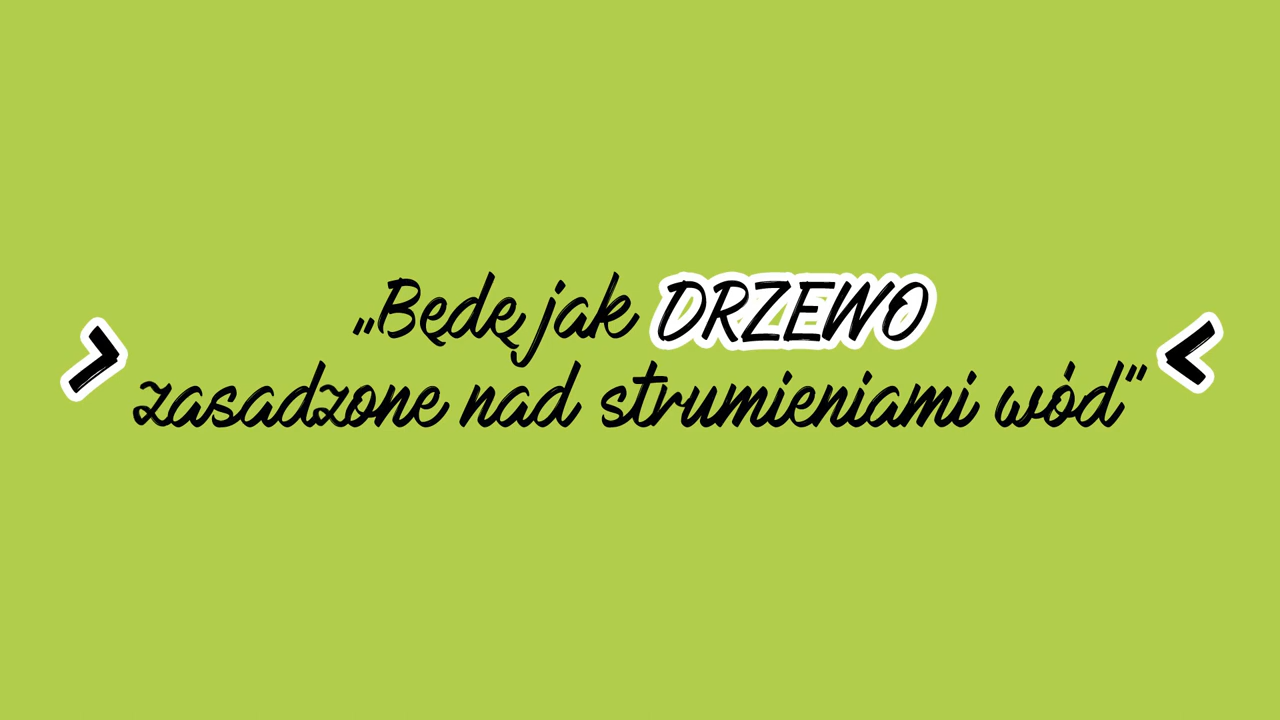 „Będę jak DRZEWO
> zasadzone nad strumieniami wód” <